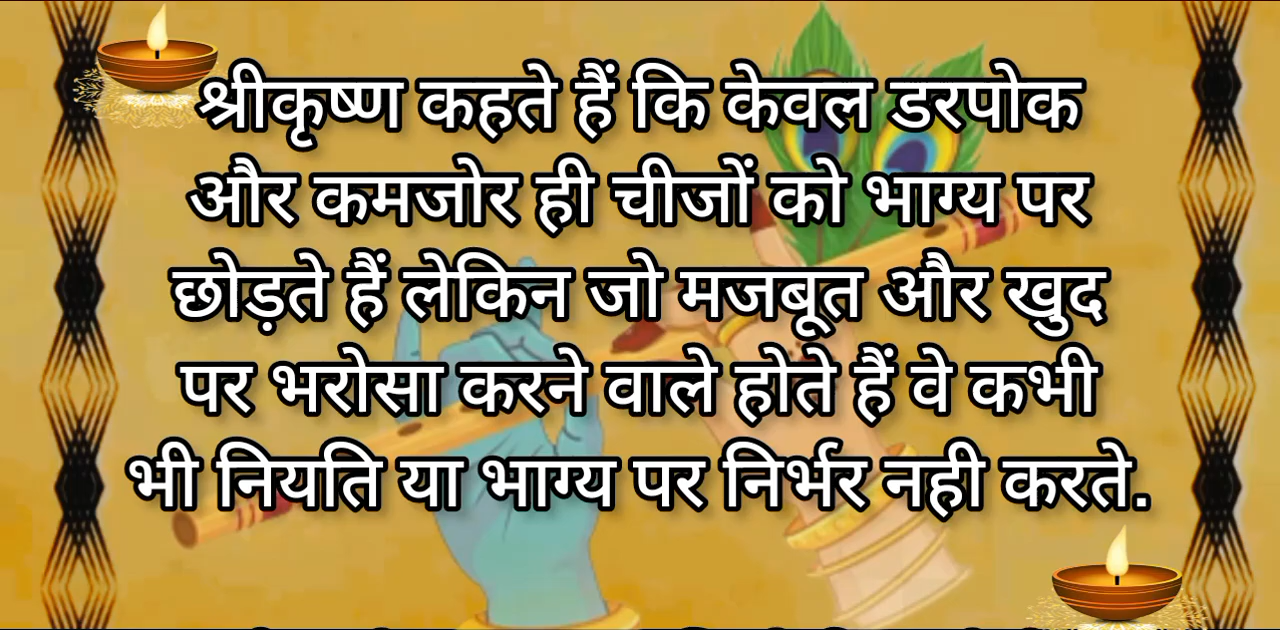 श्रीकृष्ण कहते हैं कि केवल डरपोक
और कमजोर ही चीजों को भाग्य पर
छोड़ते हैं लेकिन जो मजबूत और खुद
पर भरोसा करने वाले होते हैं वे कभी
भी नियति या भाग्य पर निर्भर नही करते.